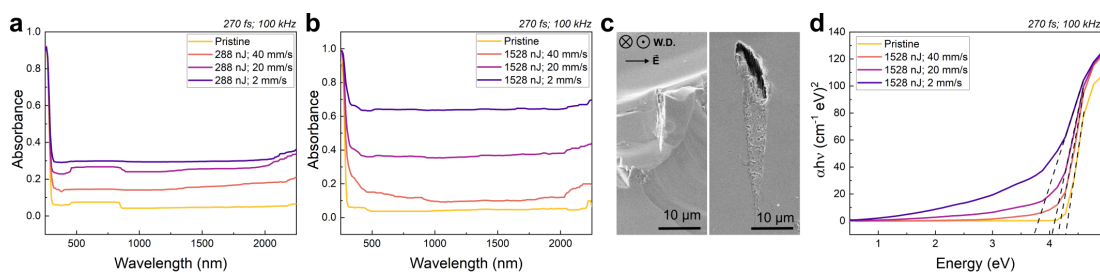 a
270 fs; 100 kHz
Pristine
288 nJ; 40 mm/s
288 nJ; 20 mm/s
288 nJ; 2 mm/s
Absorbance
1.0
0.8
0.6
0.4
0.2
0.0
500 1000 1500 2000
Wavelength (nm)
b
270 fs; 100 kHz
Pristine
1528 nJ; 40 mm/s
1528 nJ; 20 mm/s
1528 nJ; 2 mm/s
Absorbance
1.0
0.8
0.6
0.4
0.2
0.0
500 1000 1500 2000
Wavelength (nm)
c
W.D.
E
10 μm
10 μm
d
270 fs; 100 kHz
Pristine
1528 nJ; 40 mm/s
1528 nJ; 20 mm/s
1528 nJ; 2 mm/s
αhν (cm⁻¹ eV)²
140
120
100
80
60
40
20
0
1 2 3 4
Energy (eV)